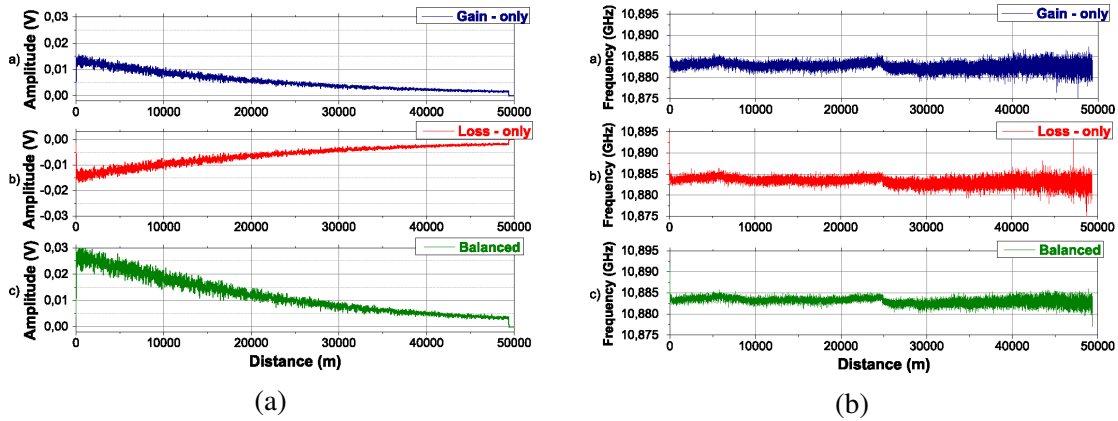 Gain - only
Amplitude (V)
a)
0,03
0,02
0,01
0,00
0 10000 20000 30000 40000 50000
Loss - only
Amplitude (V)
b)
0,00
-0,01
-0,02
-0,03
0 10000 20000 30000 40000 50000
Balanced
Amplitude (V)
c)
0,03
0,02
0,01
0,00
0 10000 20000 30000 40000 50000
Distance (m)
(a)
Gain - only
Frequency (GHz)
a)
10,895
10,890
10,885
10,880
10,875
0 10000 20000 30000 40000 50000
Loss - only
Frequency (GHz)
b)
10,895
10,890
10,885
10,880
10,875
0 10000 20000 30000 40000 50000
Balanced
Frequency (GHz)
c)
10,895
10,890
10,885
10,880
10,875
0 10000 20000 30000 40000 50000
Distance (m)
(b)